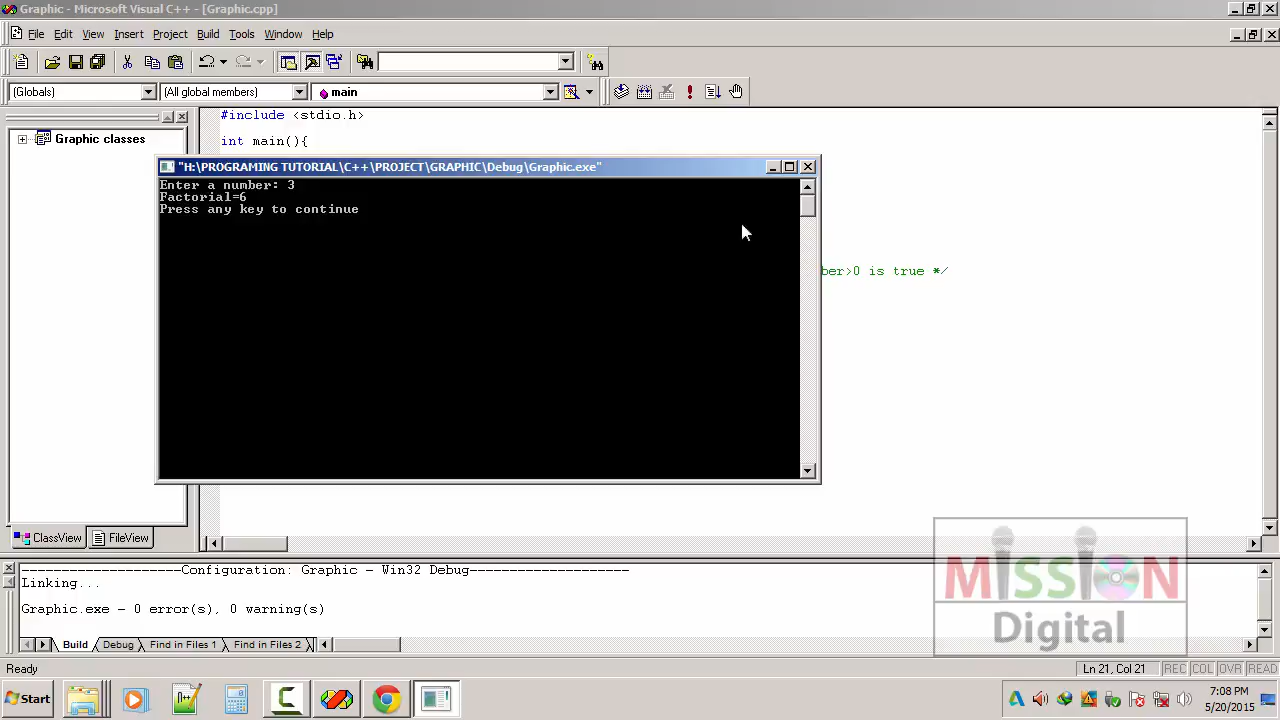 Graphic - Microsoft Visual C++ - [Graphic.cpp]
File Edit View Insert Project Build Tools Window Help
(Globals) (All global members) main
#include <stdio.h>
Graphic classes
int main(){
"H:\PROGRAMING TUTORIAL\C++\PROJECT\GRAPHIC\Debug\Graphic.exe"
Enter a number: 3
Factorial=6
Press any key to continue
ber>0 is true */
ClassView FileView
--------------------Configuration: Graphic - Win32 Debug--------------------
Linking...
Graphic.exe - 0 error(s), 0 warning(s)
MISSION
Digital
Build Debug Find in Files 1 Find in Files 2
Ready Ln 21, Col 21 REC COL OVR READ
Start 7:08 PM
5/20/2015